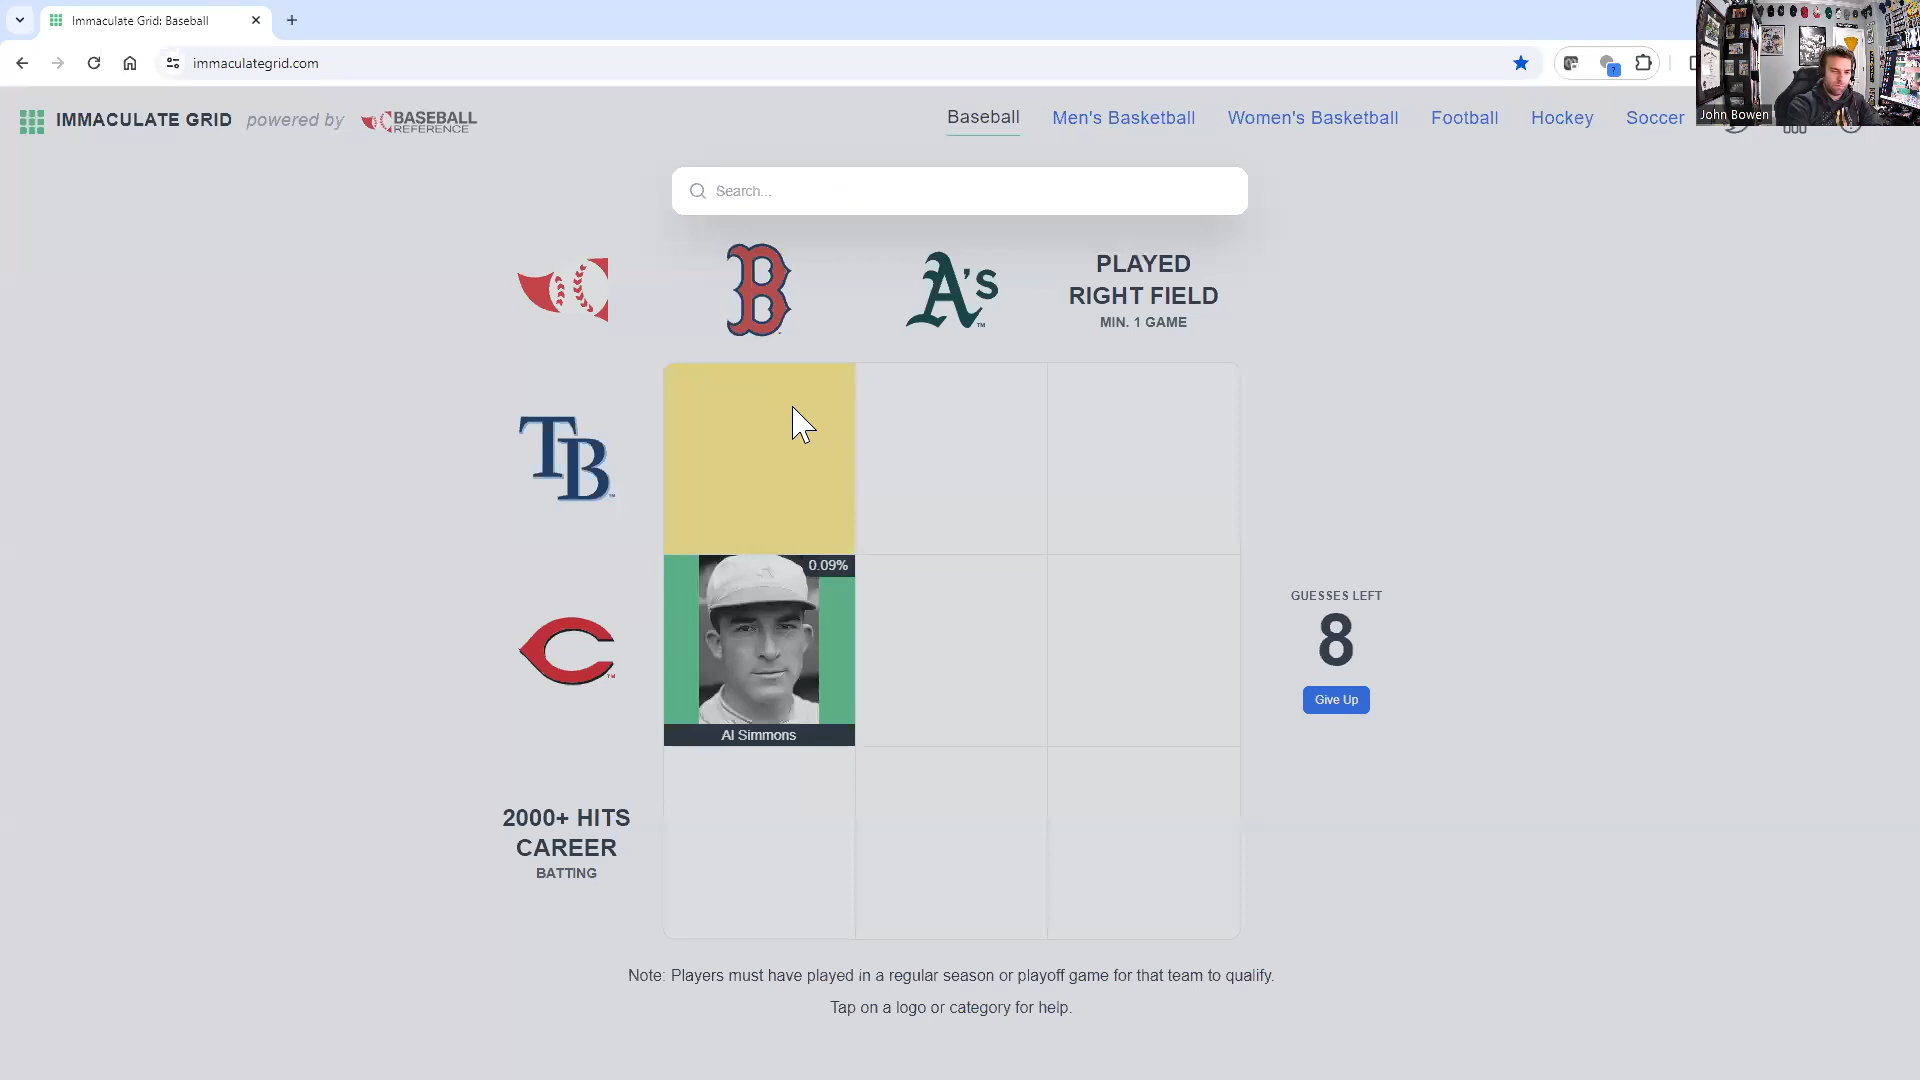 Immaculate Grid: Baseball
immaculategrid.com
IMMACULATE GRID powered by BASEBALL REFERENCE
Baseball Men's Basketball Women's Basketball Football Hockey Soccer
John Bowen
Search...
B
A's
PLAYED
RIGHT FIELD
MIN. 1 GAME
TB
0.09%
C
Al Simmons
GUESSES LEFT
8
Give Up
2000+ HITS
CAREER
BATTING
Note: Players must have played in a regular season or playoff game for that team to qualify.
Tap on a logo or category for help.